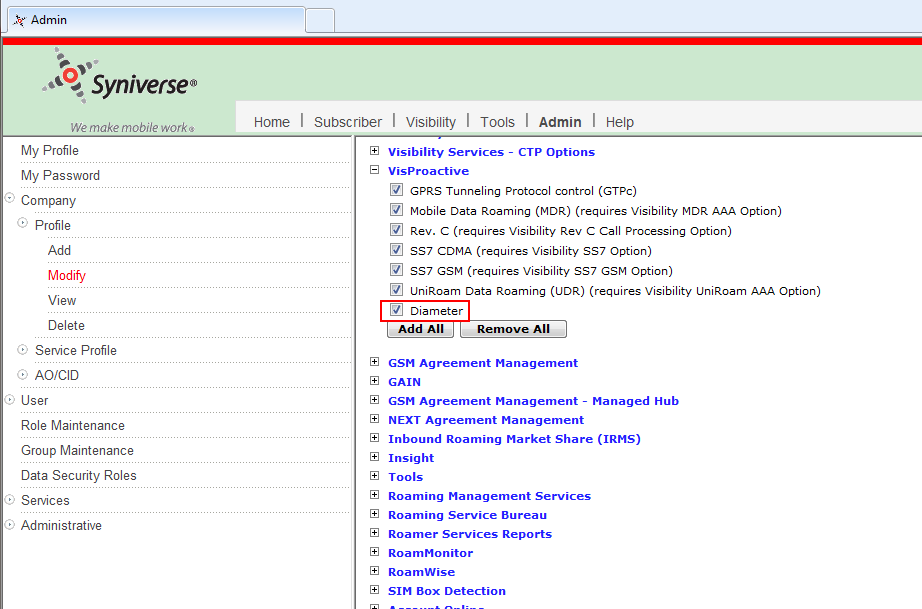 Admin
Syniverse®
We make mobile work®
Home | Subscriber | Visibility | Tools | Admin | Help
My Profile
My Password
Company
Profile
Add
Modify
View
Delete
Service Profile
AO/CID
User
Role Maintenance
Group Maintenance
Data Security Roles
Services
Administrative
Visibility Services - CTP Options
VisProactive
GPRS Tunneling Protocol control (GTPc)
Mobile Data Roaming (MDR) (requires Visibility MDR AAA Option)
Rev. C (requires Visibility Rev C Call Processing Option)
SS7 CDMA (requires Visibility SS7 Option)
SS7 GSM (requires Visibility SS7 GSM Option)
UniRoam Data Roaming (UDR) (requires Visibility UniRoam AAA Option)
Diameter
Add All Remove All
GSM Agreement Management
GAIN
GSM Agreement Management - Managed Hub
NEXT Agreement Management
Inbound Roaming Market Share (IRMS)
Insight
Tools
Roaming Management Services
Roaming Service Bureau
Roamer Services Reports
RoamMonitor
RoamWise
SIM Box Detection
Account Online